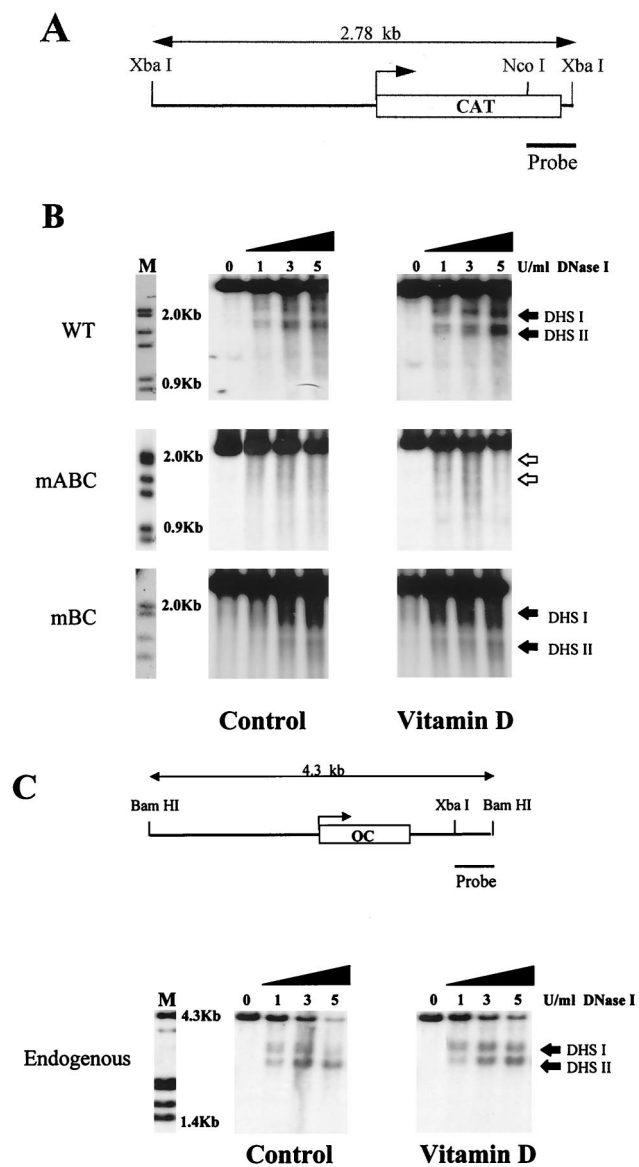 A
2.78 kb
Xba I
Nco I
Xba I
CAT
Probe
B
M
0 1 3 5
0 1 3 5
U/ml DNase I
WT
2.0Kb
0.9Kb
DHS I
DHS II
mABC
2.0Kb
0.9Kb
mBC
2.0Kb
DHS I
DHS II
Control
Vitamin D
C
4.3 kb
Bam HI
Xba I
Bam HI
OC
Probe
M
0 1 3 5
0 1 3 5
U/ml DNase I
Endogenous
4.3Kb
1.4Kb
DHS I
DHS II
Control
Vitamin D